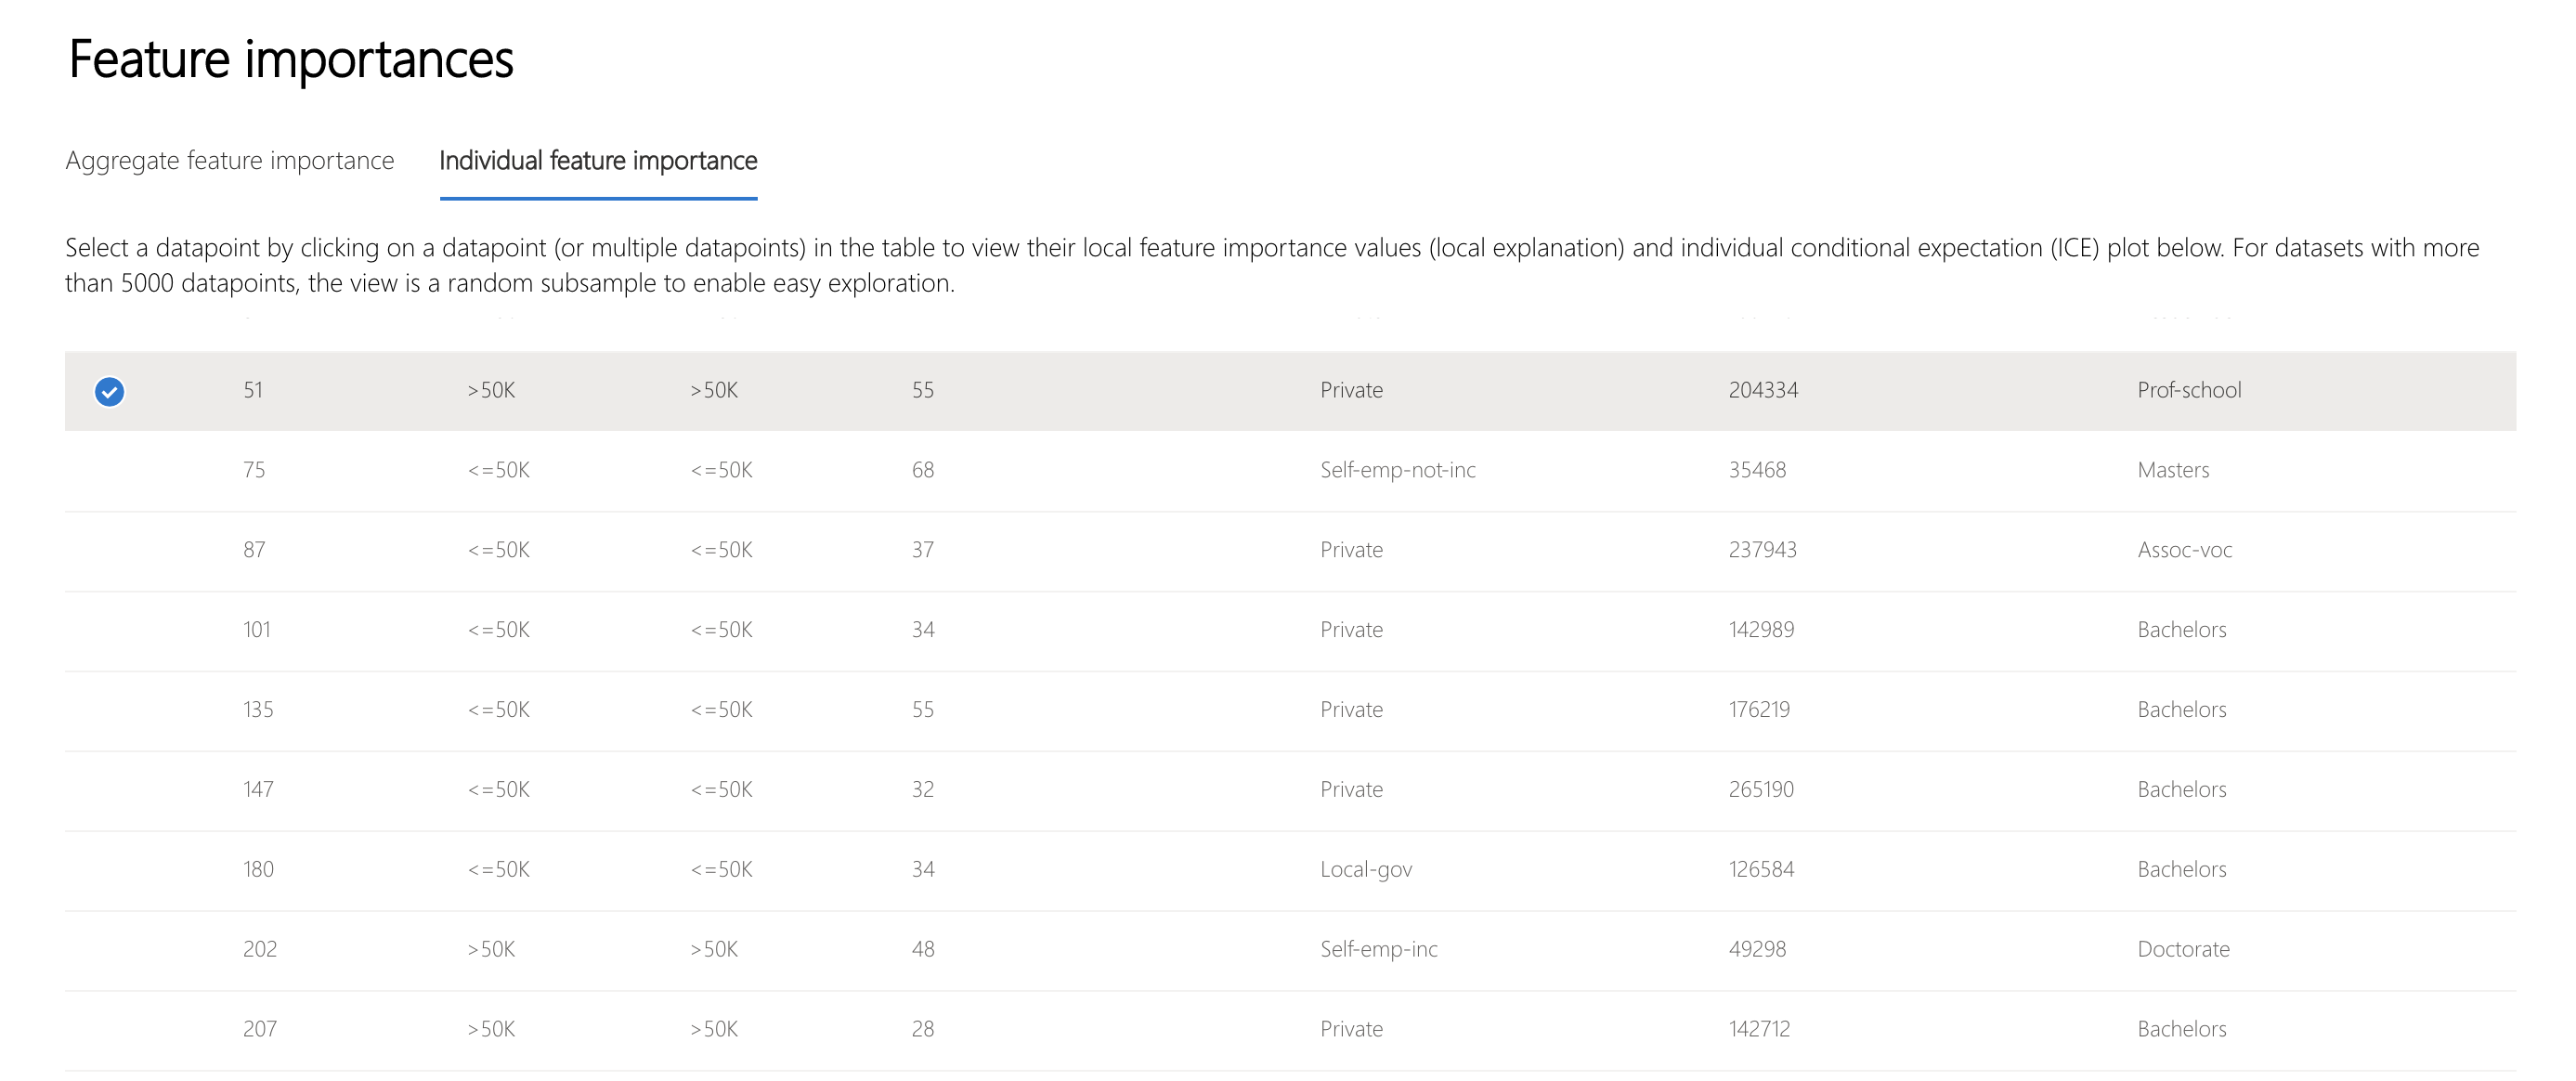 Feature importances
Aggregate feature importance Individual feature importance
Select a datapoint by clicking on a datapoint (or multiple datapoints) in the table to view their local feature importance values (local explanation) and individual conditional expectation (ICE) plot below. For datasets with more
than 5000 datapoints, the view is a random subsample to enable easy exploration.
51 >50K >50K 55 Private 204334 Prof-school
75 <=50K <=50K 68 Self-emp-not-inc 35468 Masters
87 <=50K <=50K 37 Private 237943 Assoc-voc
101 <=50K <=50K 34 Private 142989 Bachelors
135 <=50K <=50K 55 Private 176219 Bachelors
147 <=50K <=50K 32 Private 265190 Bachelors
180 <=50K <=50K 34 Local-gov 126584 Bachelors
202 >50K >50K 48 Self-emp-inc 49298 Doctorate
207 >50K >50K 28 Private 142712 Bachelors